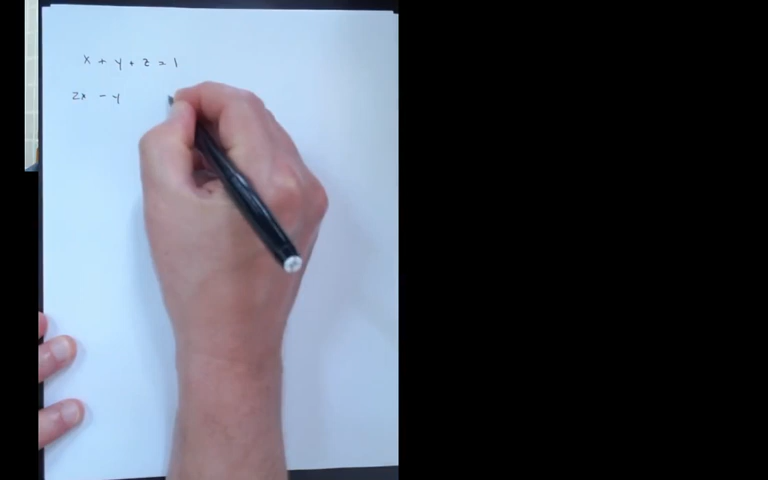 x + y + z = 1
2x - y